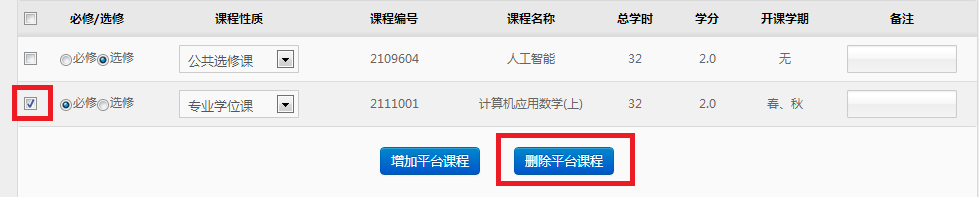 必修/选修 课程性质 课程编号 课程名称 总学时 学分 开课学期 备注
必修 选修 公共选修课 2109604 人工智能 32 2.0 无
必修 选修 专业学位课 2111001 计算机应用数学(上) 32 2.0 春、秋
增加平台课程 删除平台课程